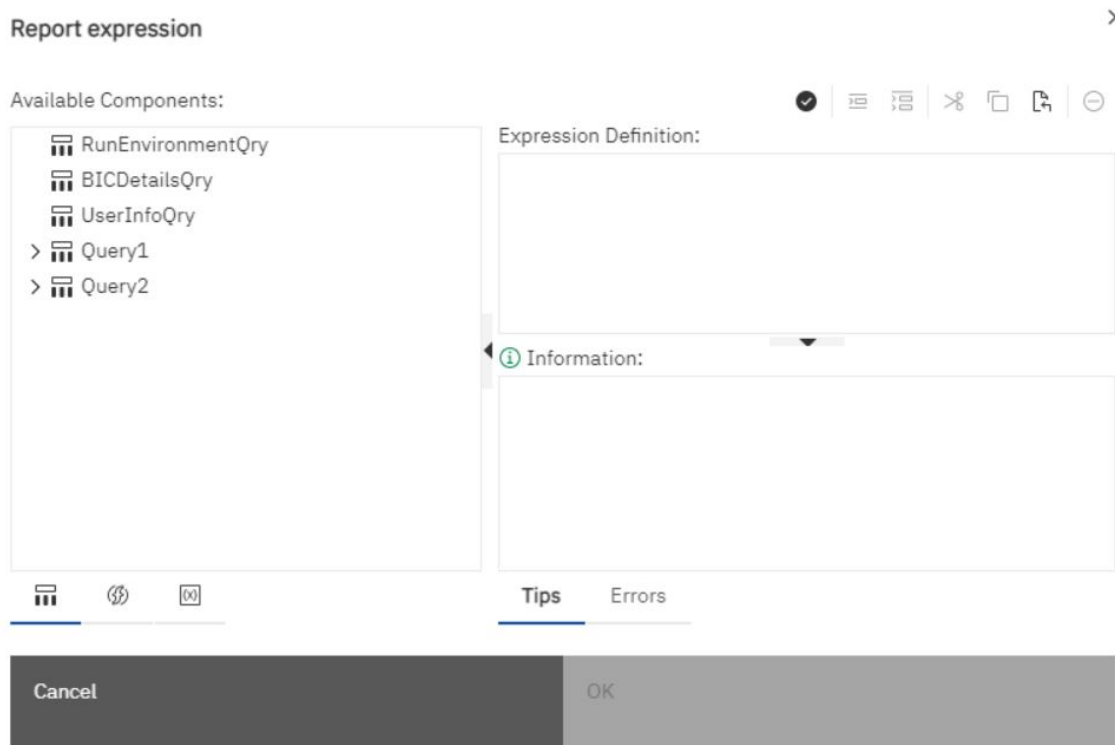 Report expression
Available Components:
RunEnvironmentQry
BICDetailsQry
UserInfoQry
Query1
Query2
Expression Definition:
Information:
Tips
Errors
Cancel
OK